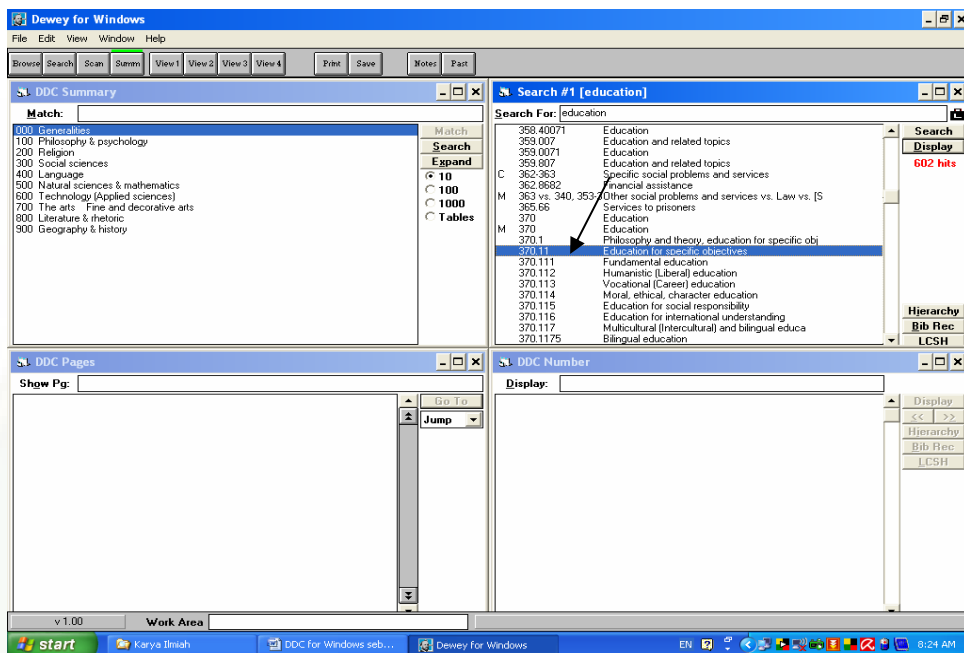 Dewey for Windows
File Edit View Window Help
Browse Search Scan Summ View 1 View 2 View 3 View 4 Print Save Notes Past
DDC Summary
Match:
000 Generalities
100 Philosophy & psychology
200 Religion
300 Social sciences
400 Language
500 Natural sciences & mathematics
600 Technology (Applied sciences)
700 The arts Fine and decorative arts
800 Literature & rhetoric
900 Geography & history
Match
Search
Expand
10
100
1000
Tables
Search #1 [education]
Search For: education
358.40071 Education
359.007 Education and related topics
359.0071 Education
359.807 Education and related topics
C 362-363 Specific social problems and services
362.8682 Financial assistance
M 363 vs. 340, 353-3 Other social problems and services vs. Law vs. [S
365.66 Services to prisoners
370 Education
M 370 Education
370.1 Philosophy and theory, education for specific obj
370.11 Education for specific objectives
370.111 Fundamental education
370.112 Humanistic (Liberal) education
370.113 Vocational (Career) education
370.114 Moral, ethical, character education
370.115 Education for social responsibility
370.116 Education for international understanding
370.117 Multicultural (Intercultural) and bilingual educa
370.1175 Bilingual education
Search
Display
602 hits
Hierarchy
Bib Rec
LCSH
DDC Pages
Show Pg:
Go To
Jump
DDC Number
Display:
Display
<< >>
Hierarchy
Bib Rec
LCSH
v 1.00 Work Area
start Karya Ilmiah DDC for Windows seb... Dewey for Windows EN 8:24 AM